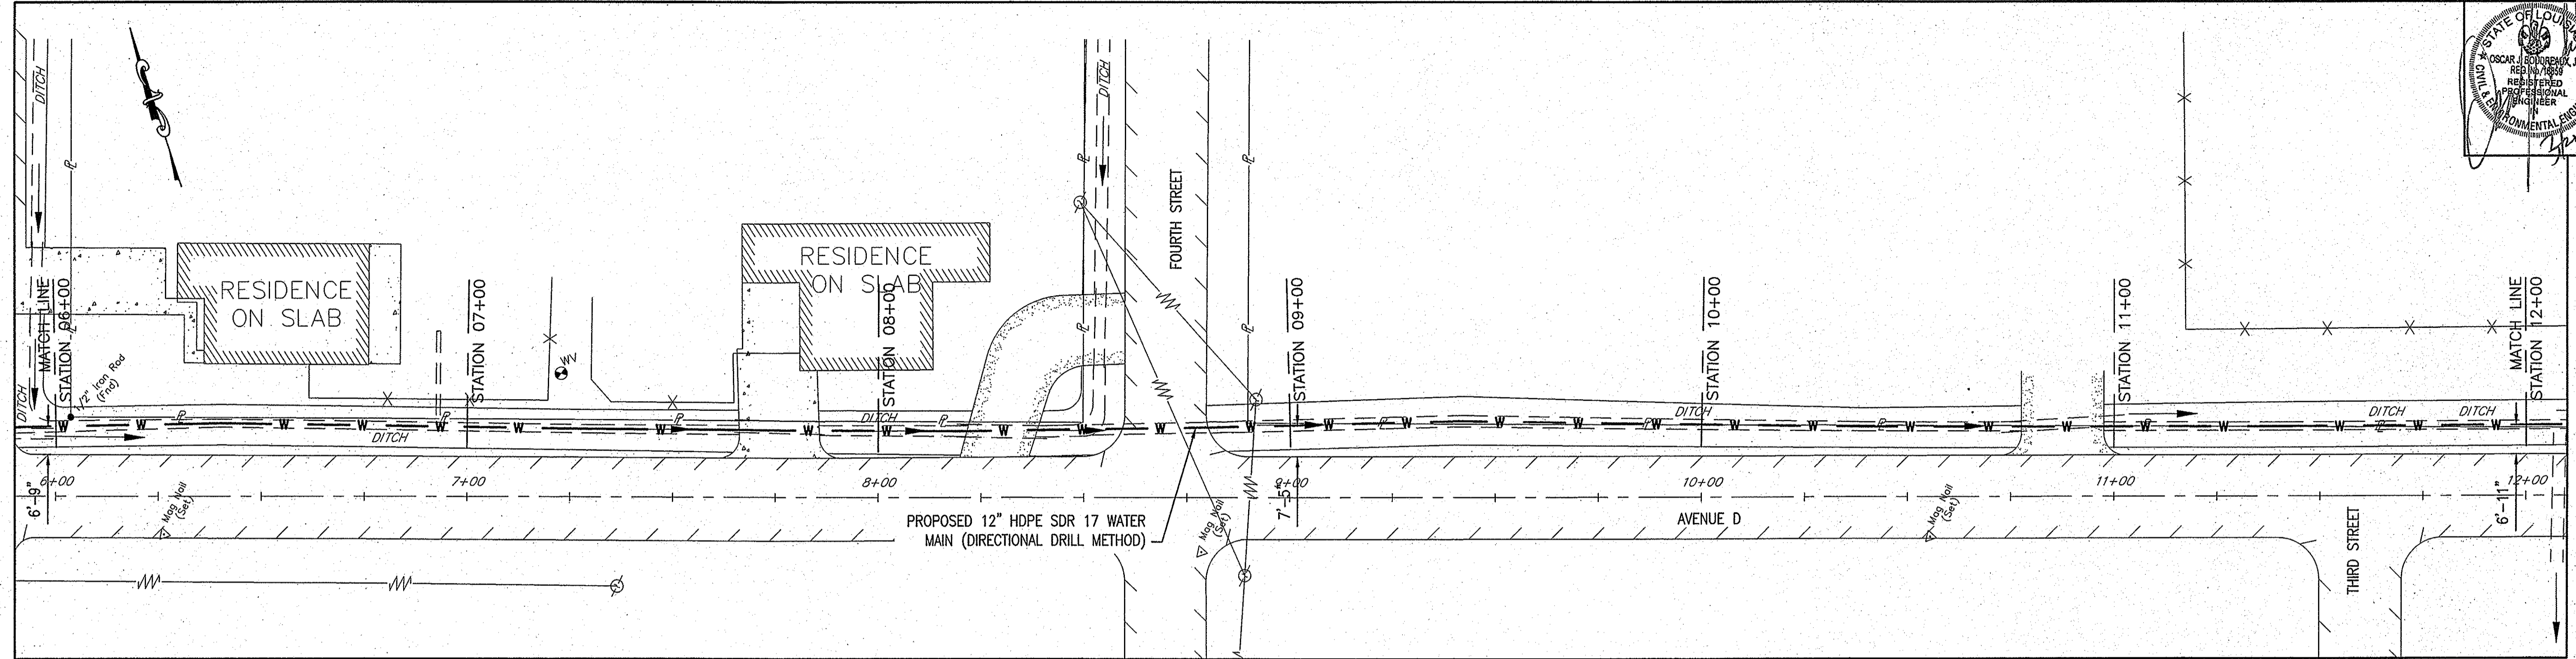 DITCH
MATCH LINE
STATION 06+00
DITCH
1/2" Iron Rod
(Fnd)
RESIDENCE
ON SLAB
STATION 07+00
RESIDENCE
ON SLAB
STATION 08+00
DITCH
FOURTH STREET
STATION 09+00
STATION 10+00
STATION 11+00
MATCH LINE
STATION 12+00
STATE OF
OSCAR J. BOUDREAUX, J
REG. No. 16859
REGISTERED
PROFESSIONAL
ENGINEER
IN
CIVIL &
W
P
W
W
W
DITCH
W
W
W
W
DITCH
W
W
W
W
W
W
W
W
W
W
DITCH
W
W
W
W
W
W
W
W
DITCH
W
DITCH
W
6+00
7+00
8+00
9+00
10+00
11+00
12+00
6'-9"
Mag Nail
(Set)
PROPOSED 12" HDPE SDR 17 WATER
MAIN (DIRECTIONAL DRILL METHOD)
Mag Nail
(Set)
7'-5"
AVENUE D
Mag Nail
(Set)
THIRD STREET
6'-11"